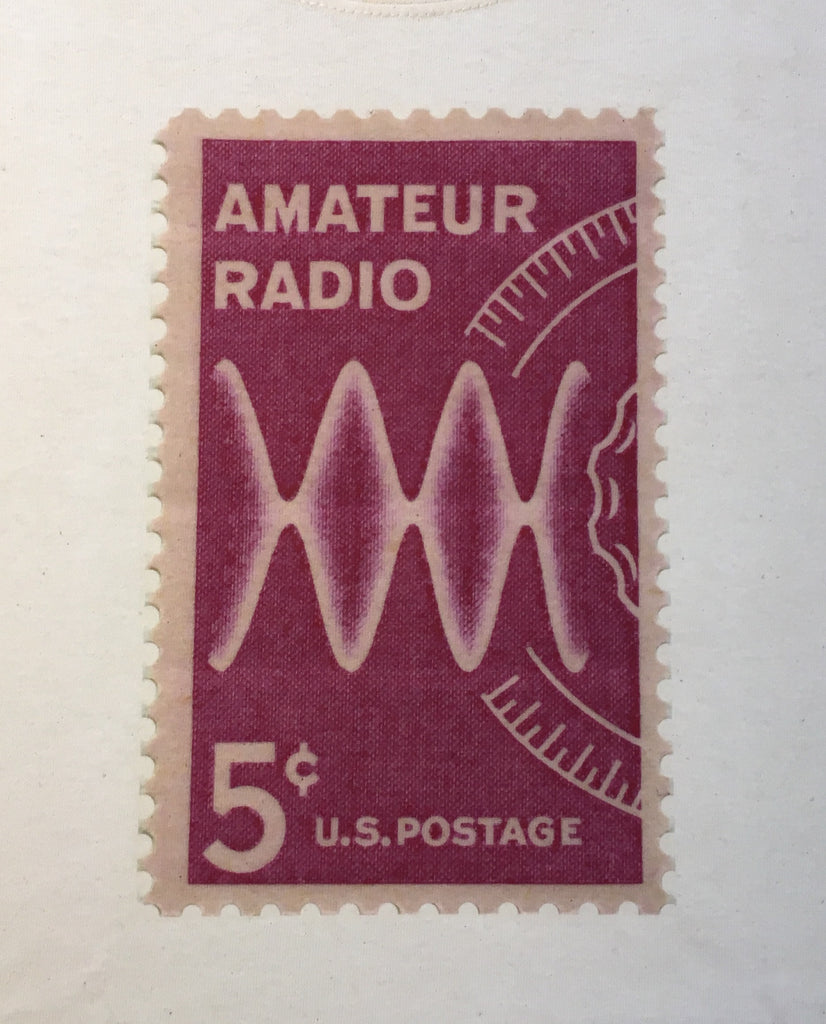 AMATEUR
RADIO
5¢
U.S. POSTAGE